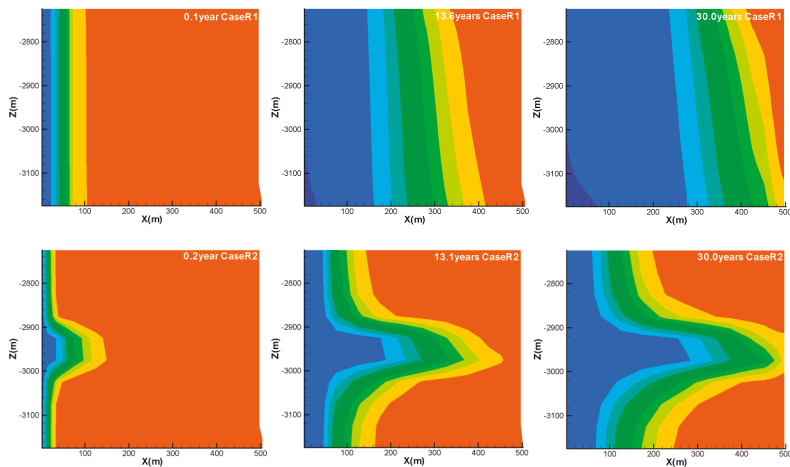 0.1year CaseR1
13.6years CaseR1
30.0years CaseR1
-2800
-2800
-2800
-2900
-2900
-2900
Z(m)
Z(m)
Z(m)
-3000
-3000
-3000
-3100
-3100
-3100
100 200 300 400 500
100 200 300 400 500
100 200 300 400 500
X(m)
X(m)
X(m)
0.2year CaseR2
13.1years CaseR2
30.0years CaseR2
-2800
-2800
-2800
-2900
-2900
-2900
Z(m)
Z(m)
Z(m)
-3000
-3000
-3000
-3100
-3100
-3100
100 200 300 400 500
100 200 300 400 500
100 200 300 400 500
X(m)
X(m)
X(m)